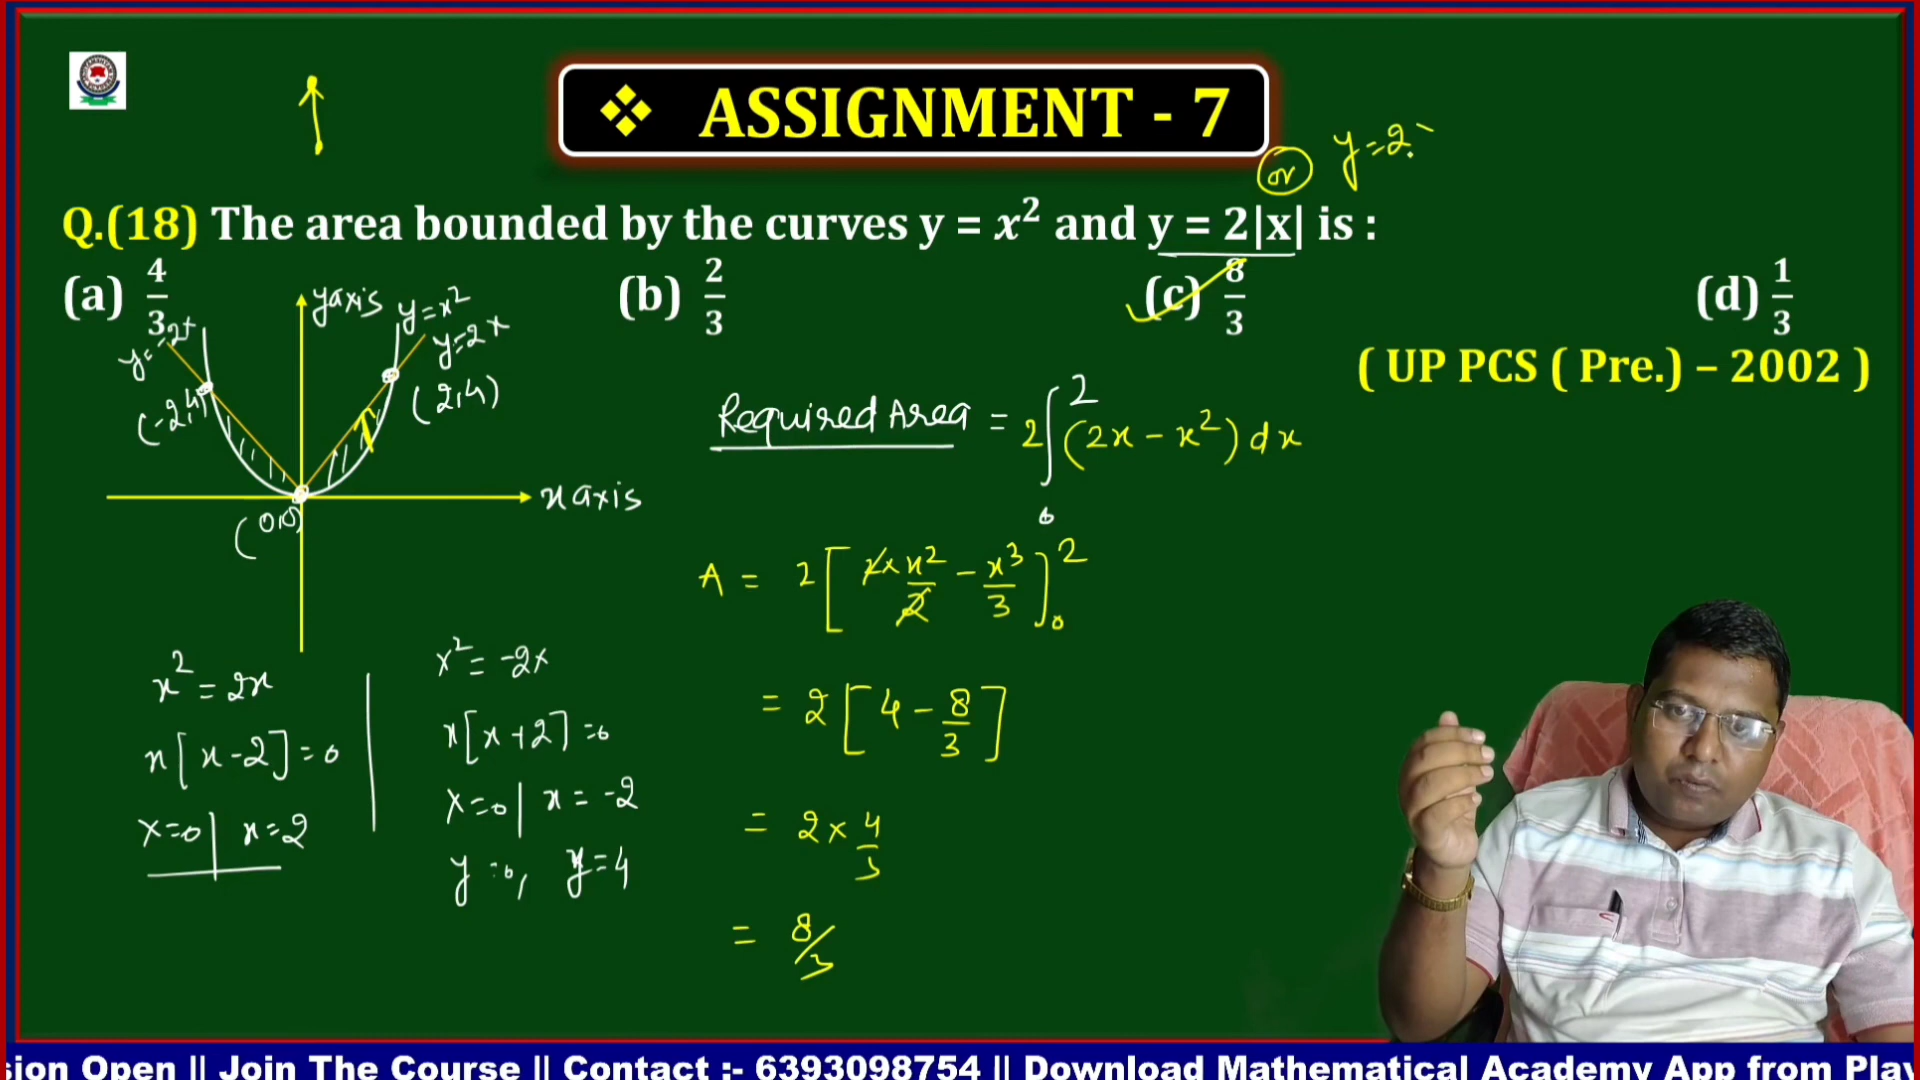 ❖ ASSIGNMENT - 7
or y=2
Q.(18) The area bounded by the curves y = x² and y = 2|x| is :
(a) 4/3 (b) 2/3 (c) 8/3 (d) 1/3
( UP PCS ( Pre.) – 2002 )
y axis
y=x²
y=2x
y=-2x
(-2,4)
(2,4)
x axis
(0,0)
Required Area = 2∫₀² (2x - x²) dx
A = 2[2×x²/2 - x³/3]₀²
= 2[4 - 8/3]
= 2 × 4/3
= 8/3
x² = 2x
x[x-2]=0
x=0 | x=2
x² = -2x
x[x+2]=0
x=0 | x=-2
y=0, y=4
sion Open || Join The Course || Contact :- 6393098754 || Download Mathematical Academy App from Play